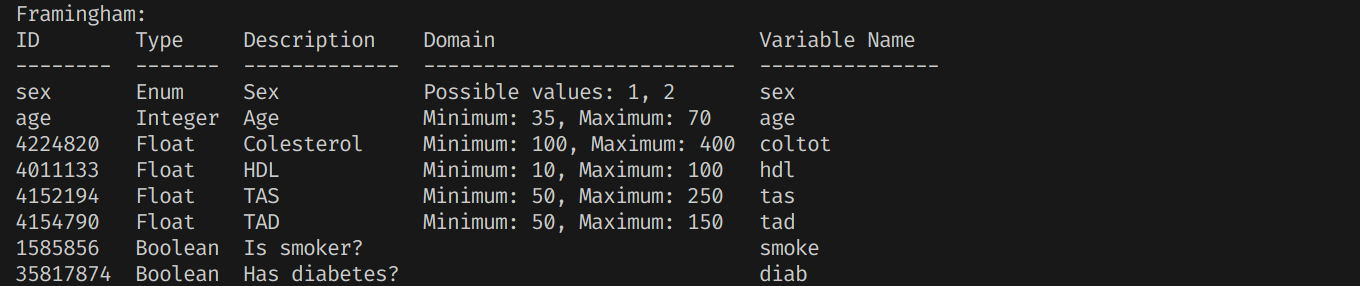 Framingham:
ID        Type     Description    Domain                      Variable Name
--------  -------  -------------  --------------------------  ---------------
sex       Enum     Sex            Possible values: 1, 2       sex
age       Integer  Age            Minimum: 35, Maximum: 70    age
4224820   Float    Colesterol     Minimum: 100, Maximum: 400  coltot
4011133   Float    HDL            Minimum: 10, Maximum: 100   hdl
4152194   Float    TAS            Minimum: 50, Maximum: 250   tas
4154790   Float    TAD            Minimum: 50, Maximum: 150   tad
1585856   Boolean  Is smoker?                                 smoke
35817874  Boolean  Has diabetes?                              diab